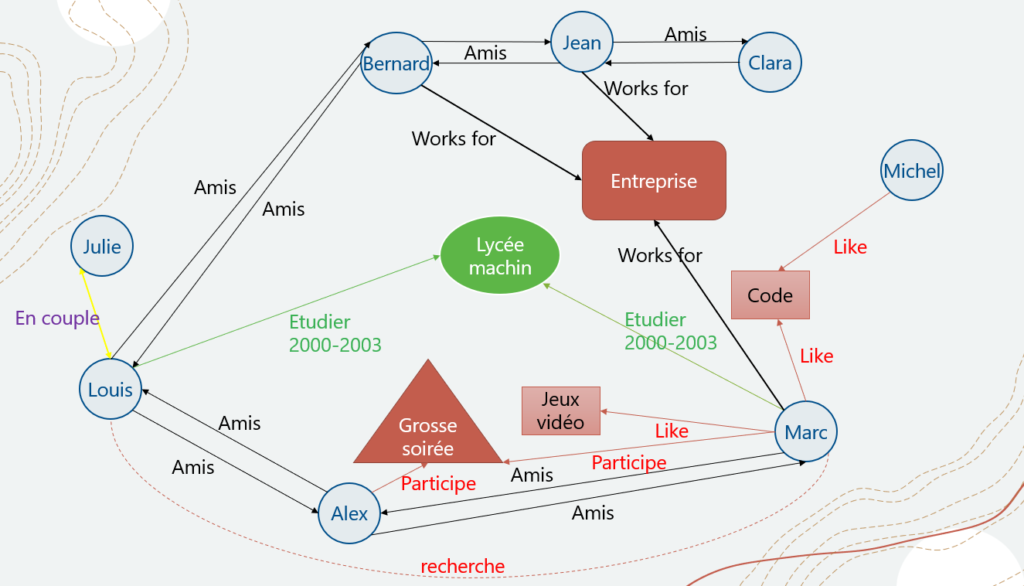 Jean
Amis
Bernard
Amis
Clara
Works for
Works for
Entreprise
Michel
Amis
Amis
Julie
Lycée
machin
Works for
Like
Code
En couple
Etudier
2000-2003
Etudier
2000-2003
Like
Louis
Jeux
vidéo
Grosse
soirée
Amis
Like
Marc
Amis
Participe
Amis
Participe
Alex
Amis
recherche